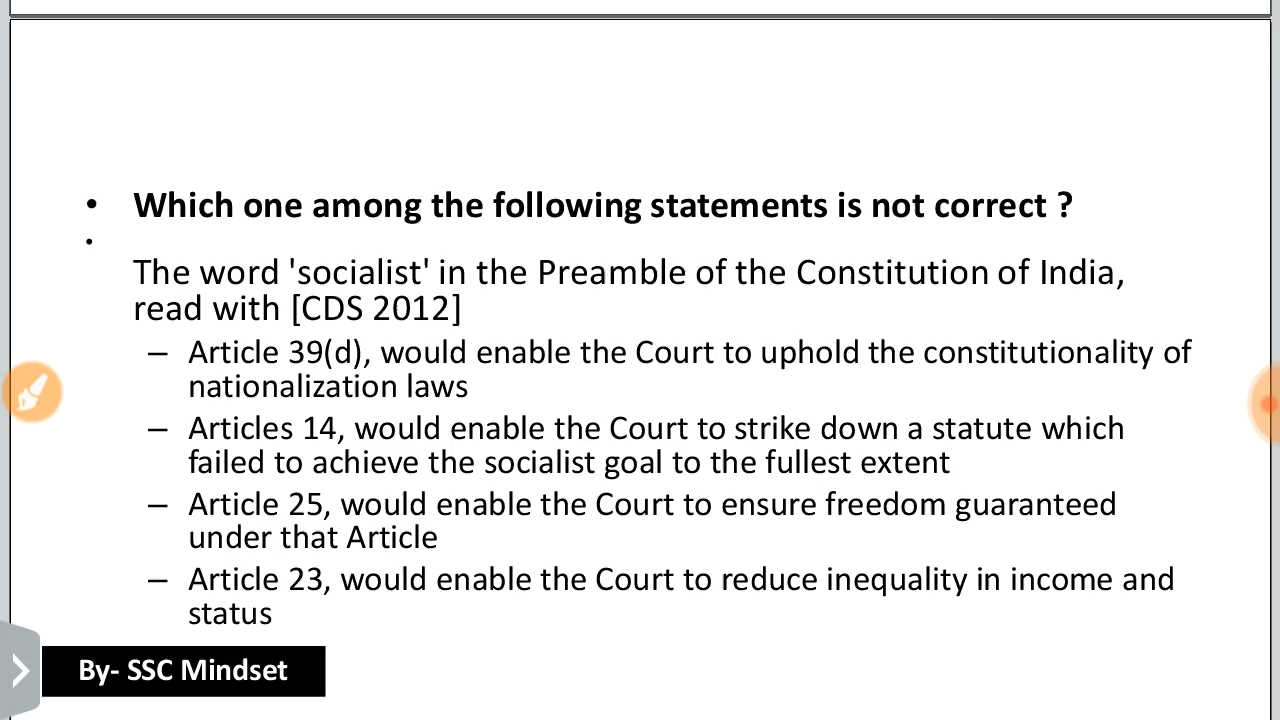 • Which one among the following statements is not correct ?
•
The word 'socialist' in the Preamble of the Constitution of India,
read with [CDS 2012]
– Article 39(d), would enable the Court to uphold the constitutionality of
nationalization laws
– Articles 14, would enable the Court to strike down a statute which
failed to achieve the socialist goal to the fullest extent
– Article 25, would enable the Court to ensure freedom guaranteed
under that Article
– Article 23, would enable the Court to reduce inequality in income and
status
By- SSC Mindset